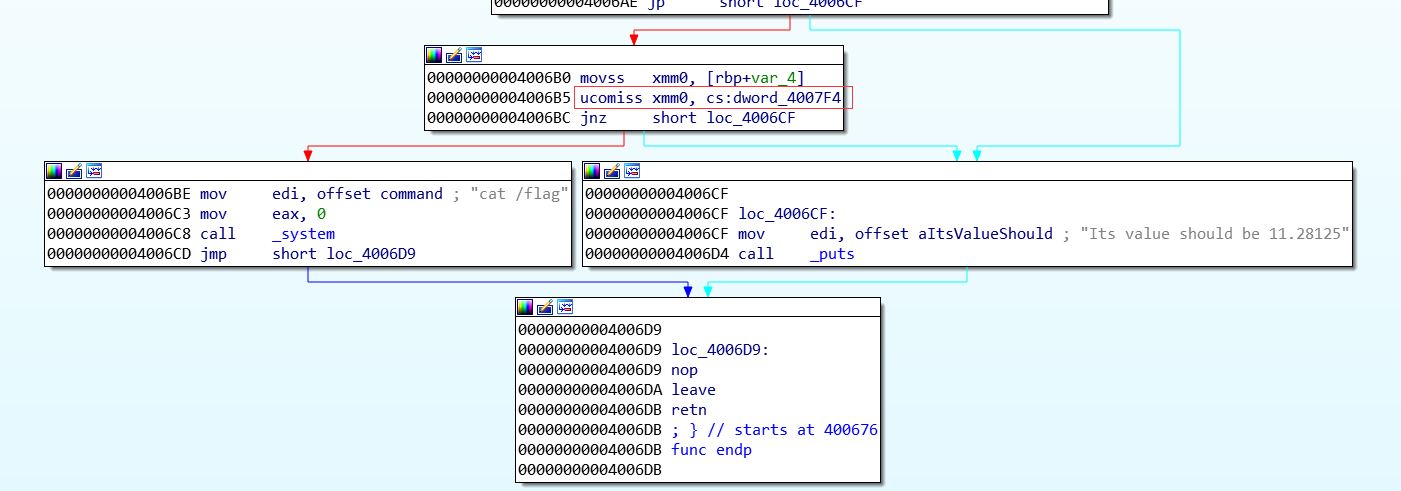 00000000004006AE jp      short loc_4006CF
00000000004006B0 movss   xmm0, [rbp+var_4]
00000000004006B5 ucomiss xmm0, cs:dword_4007F4
00000000004006BC jnz     short loc_4006CF
00000000004006BE mov     edi, offset command ; "cat /flag"
00000000004006C3 mov     eax, 0
00000000004006C8 call    _system
00000000004006CD jmp     short loc_4006D9
00000000004006CF
00000000004006CF loc_4006CF:
00000000004006CF mov     edi, offset aItsValueShould ; "Its value should be 11.28125"
00000000004006D4 call    _puts
00000000004006D9
00000000004006D9 loc_4006D9:
00000000004006D9 nop
00000000004006DA leave
00000000004006DB retn
00000000004006DB ; } // starts at 400676
00000000004006DB func endp
00000000004006DB